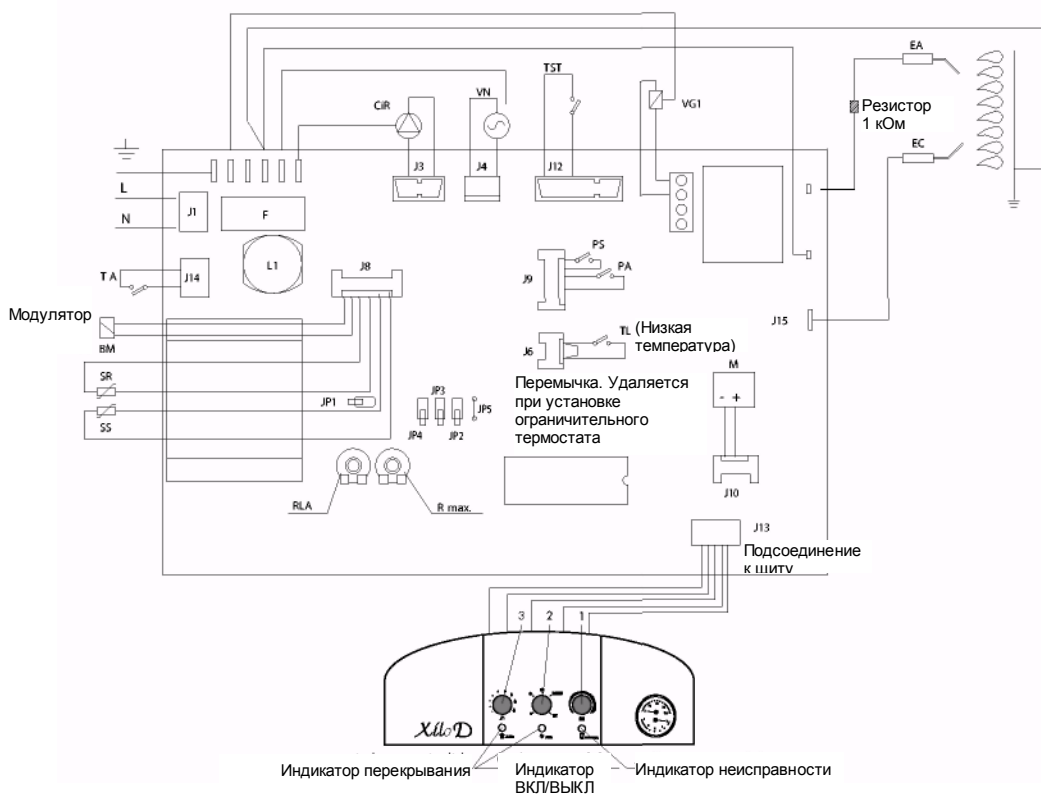 EA
TST
VN
CiR
VG1
Резистор
1 кОм
EC
J3
J4
J12
L
J1
F
N
PS
TA
J14
L1
J8
J9
PA
Модулятор
J15
BM
TL
(Низкая
температура)
J6
SR
M
JP3
Перемычка. Удаляется
при установке
ограничительного
термостата
- +
JP1
JP5
SS
JP4
JP2
J10
RLA
R max.
J13
Подсоединение
к щиту
3 2 1
Xilo D
Индикатор перекрывания
Индикатор
ВКЛ/ВЫКЛ
Индикатор неисправности